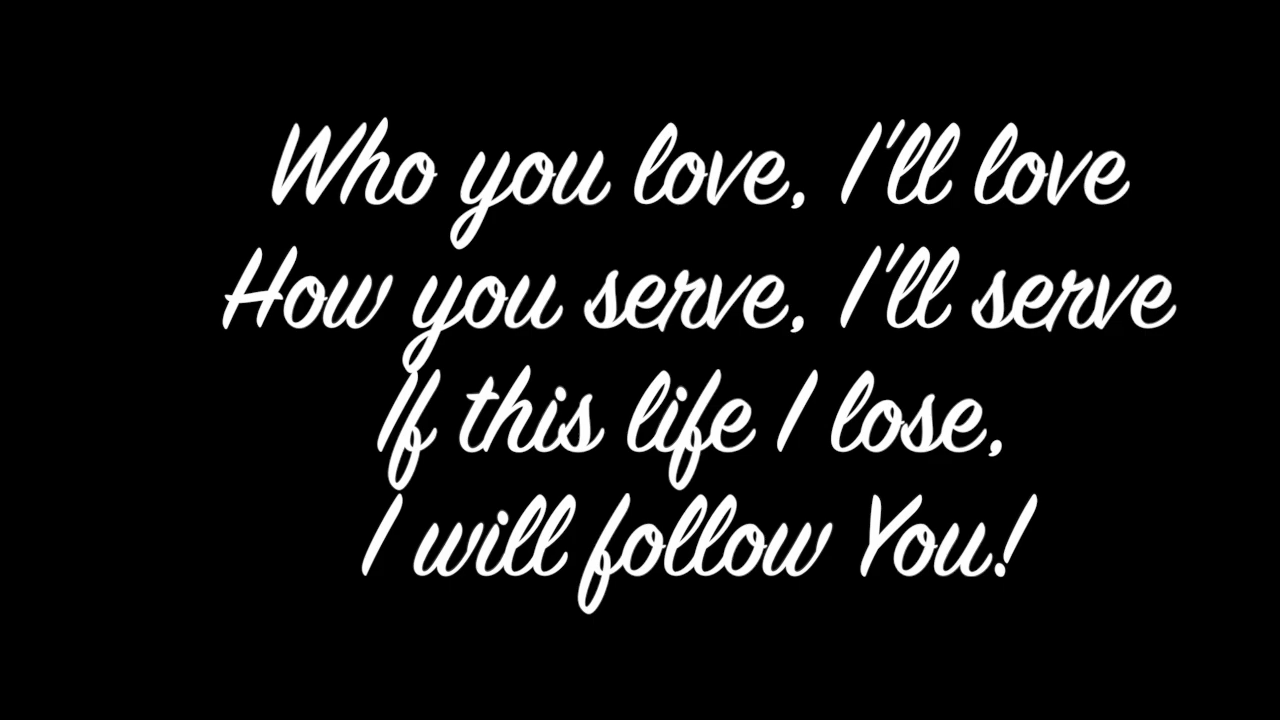 Who you love, I'll love
How you serve, I'll serve
If this life I lose,
I will follow You!